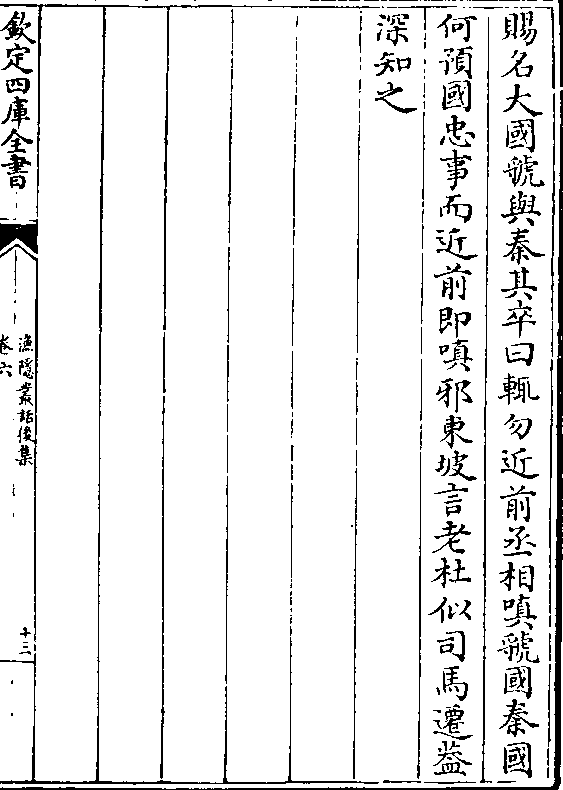 賜名大國虢與秦其卒曰輒勿近前丞相嗔虢國秦國
何預國忠事而近前即嗔邪東坡言老杜似司馬遷葢
深知之
欽定四庫全書
漁隱叢話後集
卷六
十三